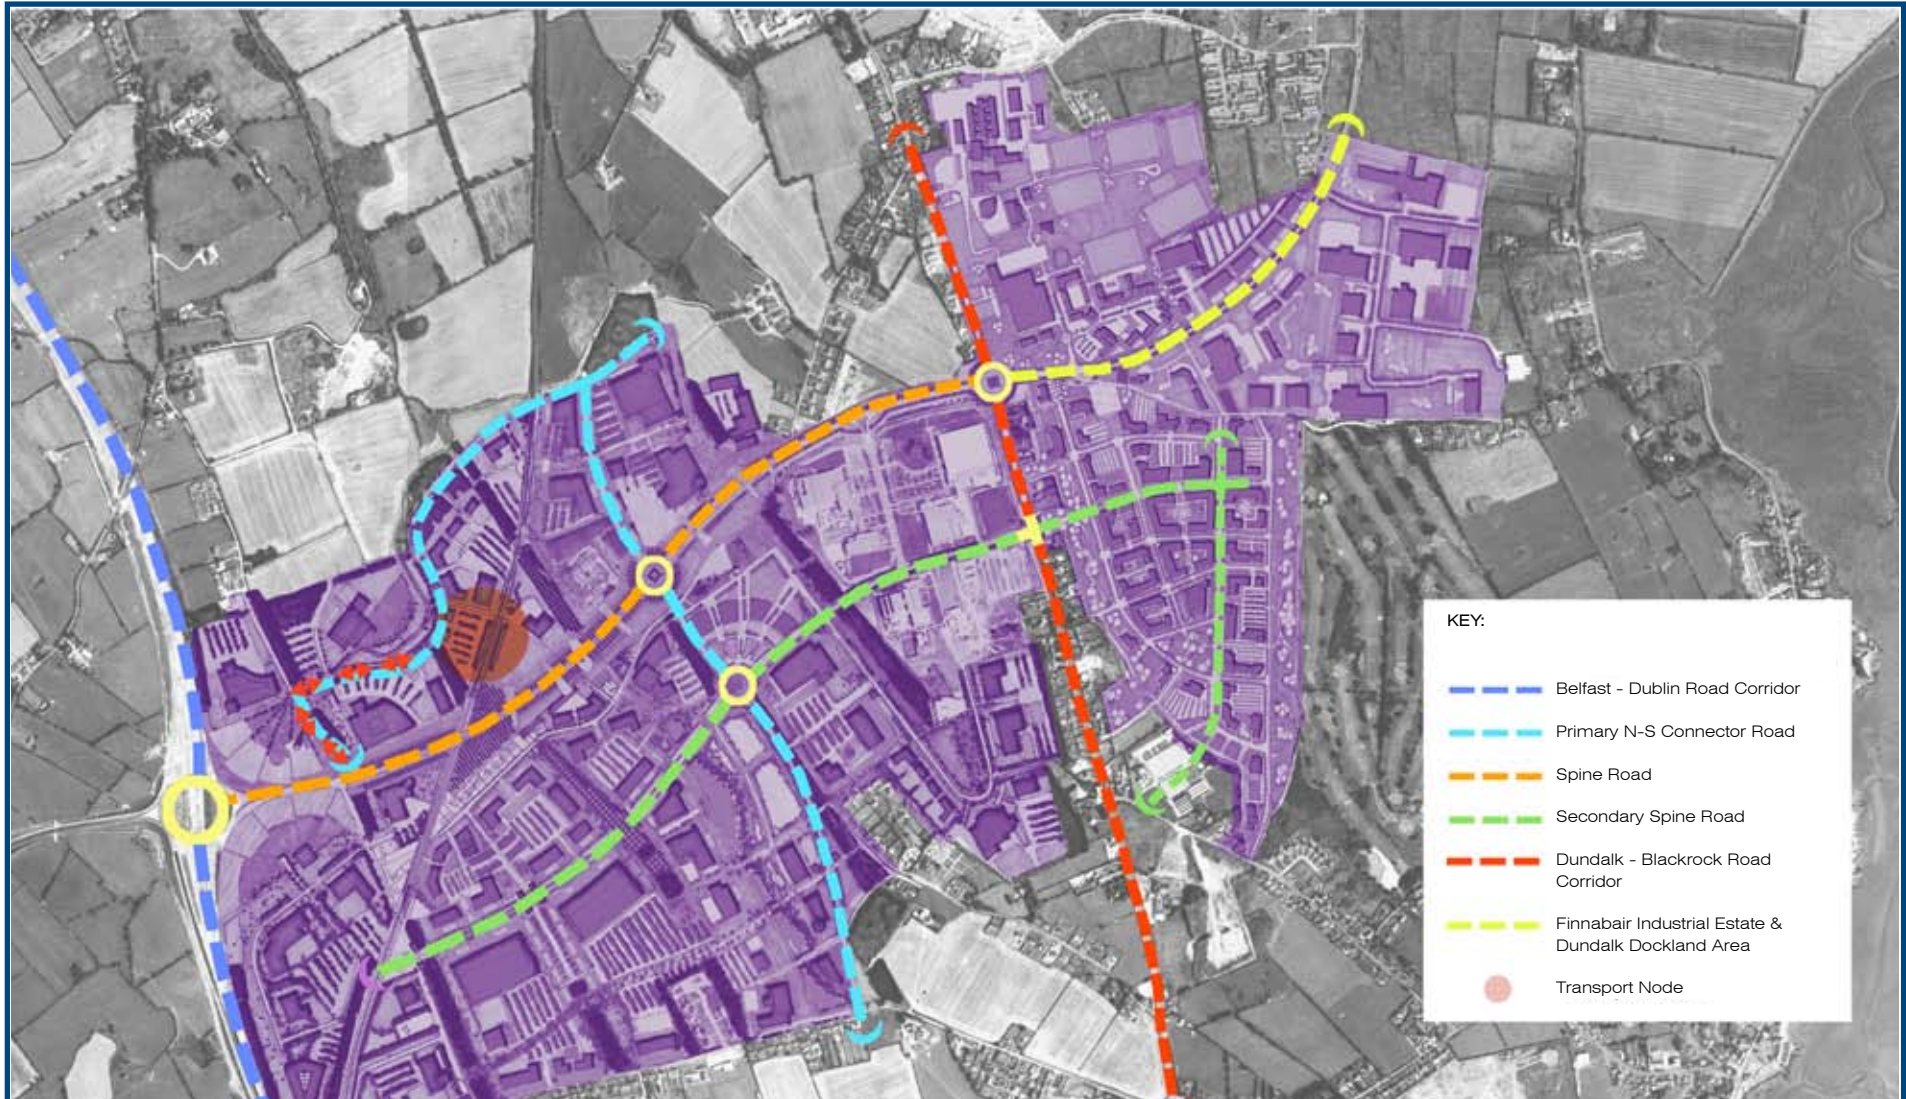 KEY:
Belfast - Dublin Road Corridor
Primary N-S Connector Road
Spine Road
Secondary Spine Road
Dundalk - Blackrock Road
Corridor
Finnabair Industrial Estate &
Dundalk Dockland Area
Transport Node